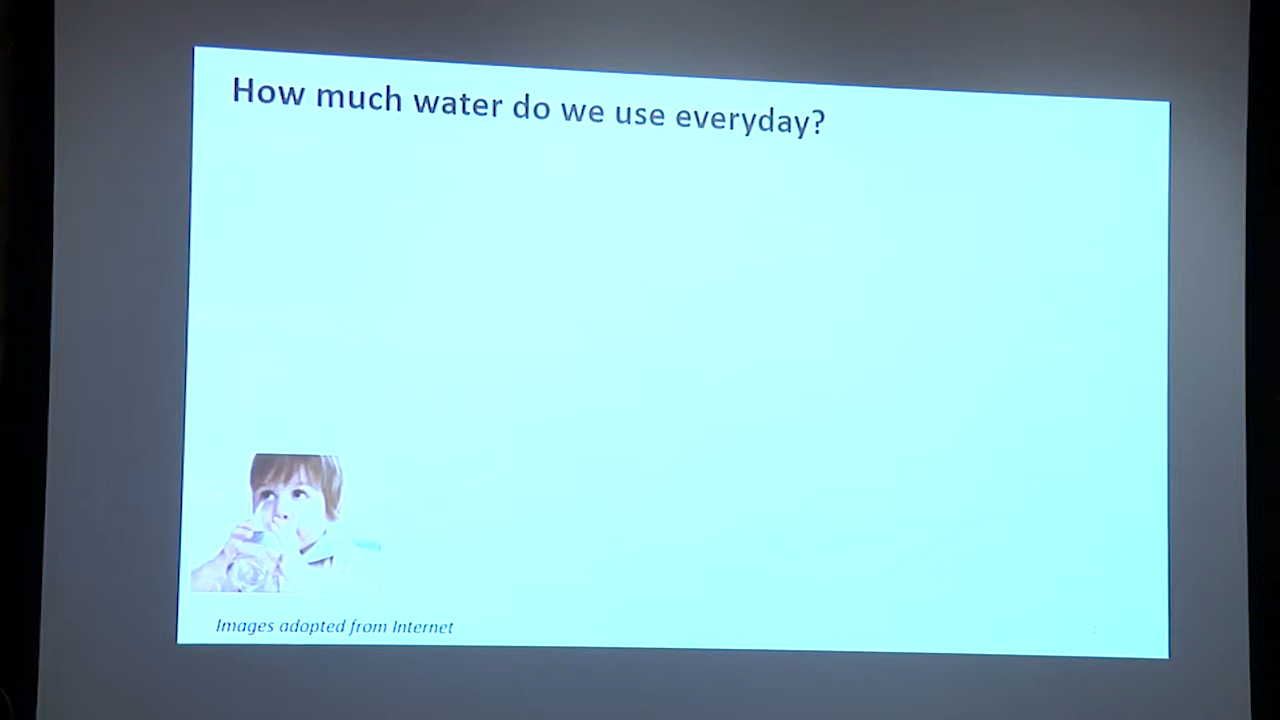 How much water do we use everyday?
Images adopted from Internet